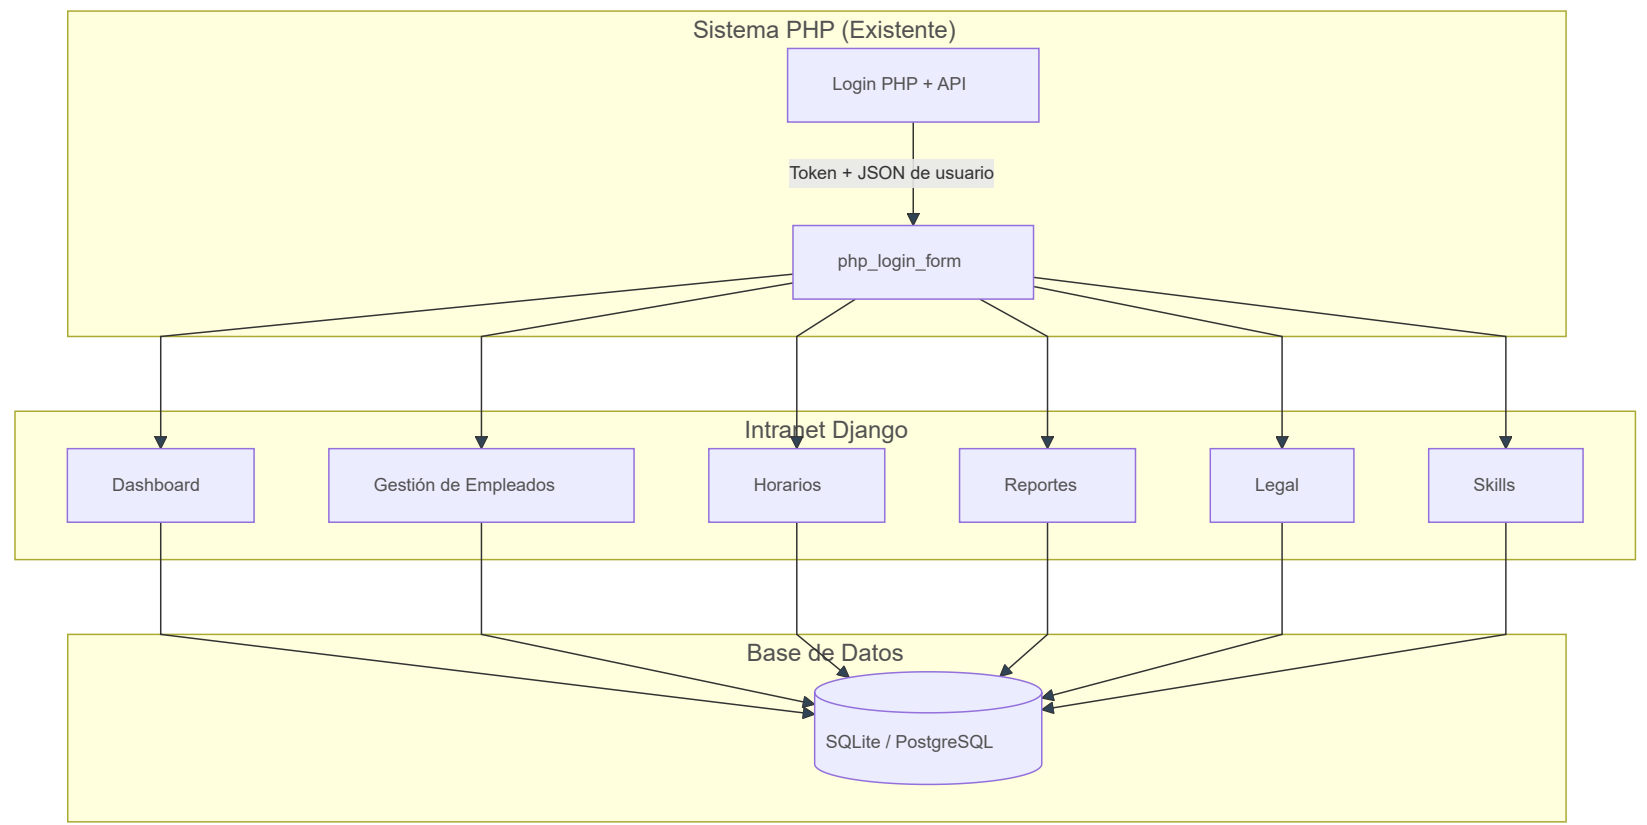 Sistema PHP (Existente)
Login PHP + API
Token + JSON de usuario
php_login_form
Intranet Django
Dashboard
Gestión de Empleados
Horarios
Reportes
Legal
Skills
Base de Datos
SQLite / PostgreSQL